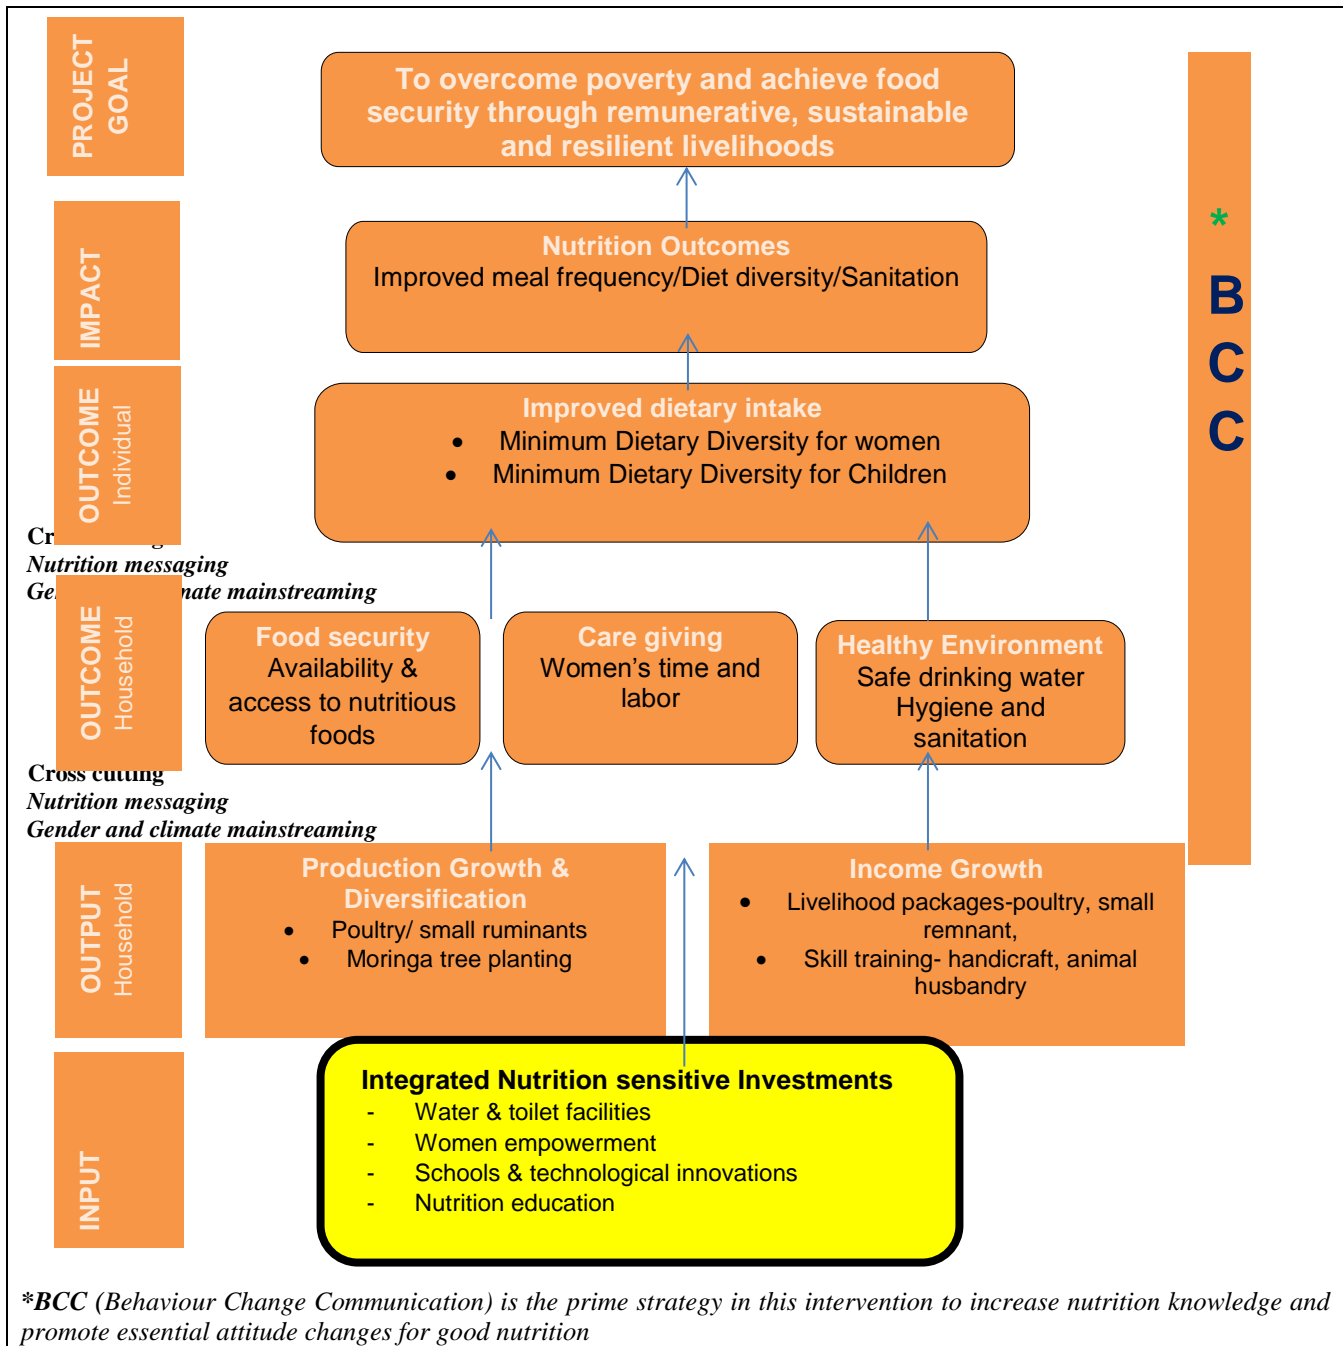 PROJECT
GOAL
To overcome poverty and achieve food
security through remunerative, sustainable
and resilient livelihoods
*
B
C
C
IMPACT
Nutrition Outcomes
Improved meal frequency/Diet diversity/Sanitation
OUTCOME
Individual
Improved dietary intake
• Minimum Dietary Diversity for women
• Minimum Dietary Diversity for Children
Nutrition messaging
mainstreaming
OUTCOME
Household
Food security
Availability &
access to nutritious
foods
Care giving
Women's time and
labor
Healthy Environment
Safe drinking water
Hygiene and
sanitation
Cross cutting
Nutrition messaging
Gender and climate mainstreaming
OUTPUT
Household
Production Growth &
Diversification
• Poultry/ small ruminants
• Moringa tree planting
Income Growth
• Livelihood packages-poultry, small
remnant,
• Skill training- handicraft, animal
husbandry
INPUT
Integrated Nutrition sensitive Investments
- Water & toilet facilities
- Women empowerment
- Schools & technological innovations
- Nutrition education
*BCC (Behaviour Change Communication) is the prime strategy in this intervention to increase nutrition knowledge and
promote essential attitude changes for good nutrition